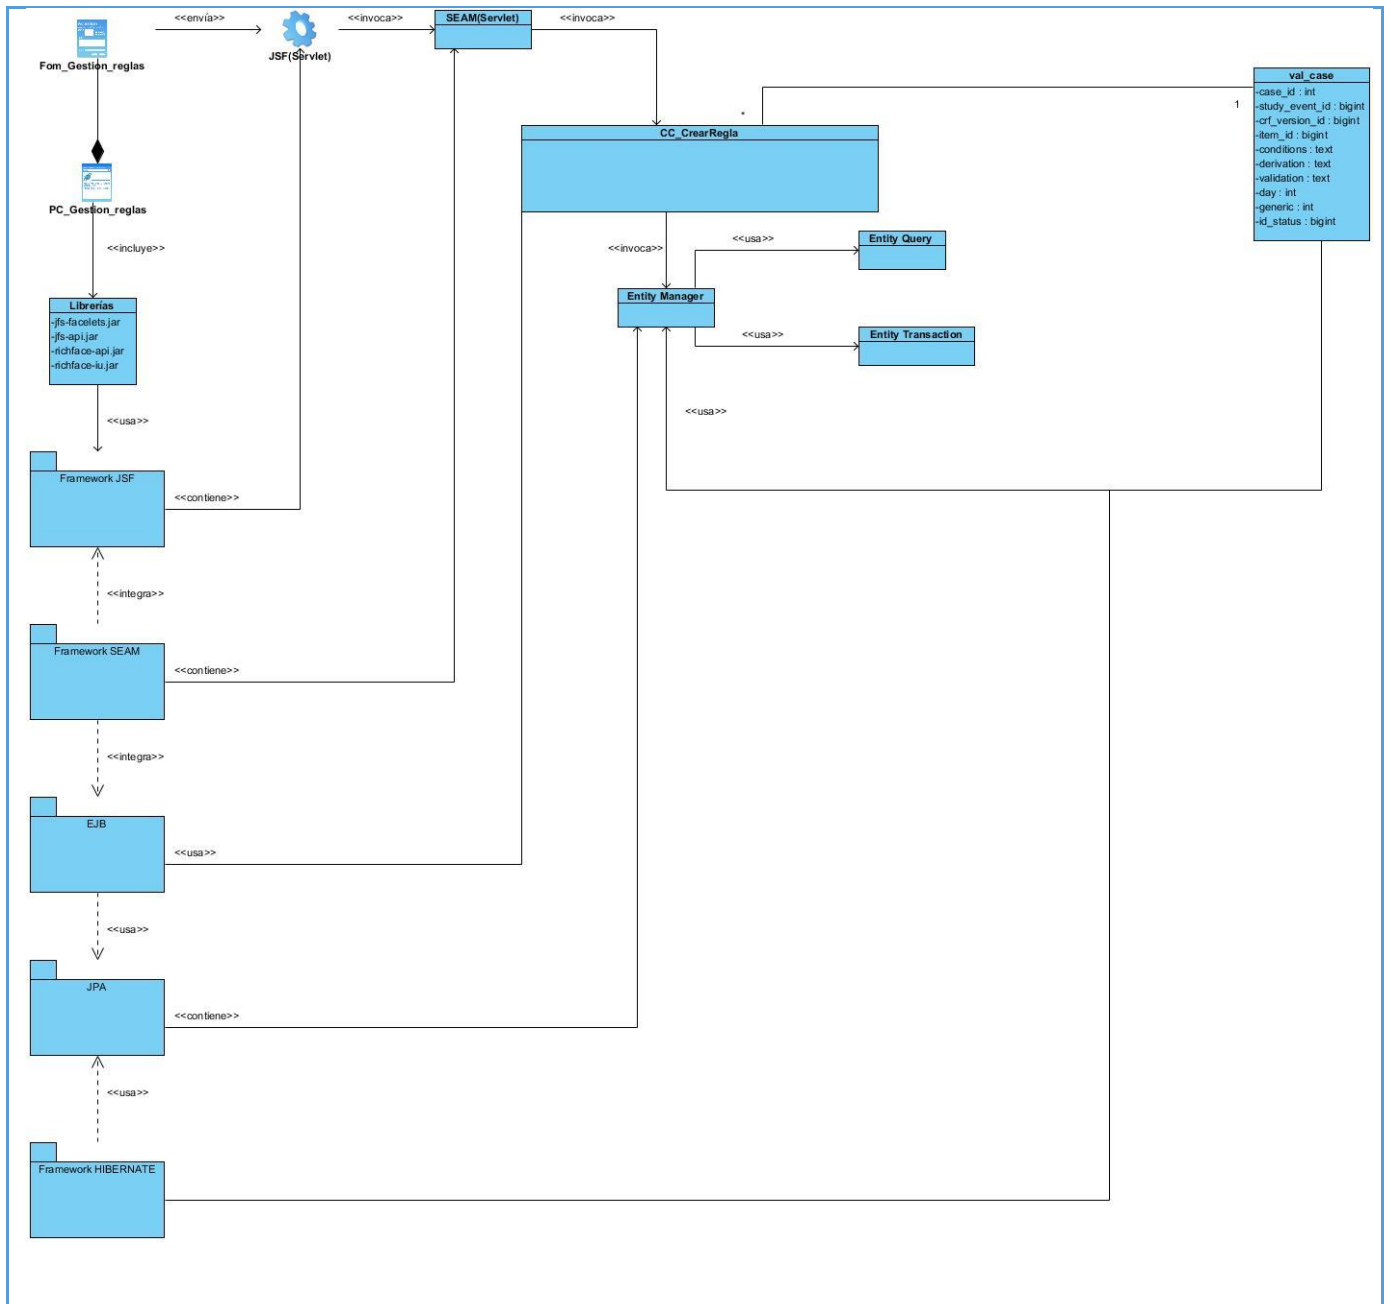 <<envía>>
<<invoca>>
SEAM(Servlet)
<<invoca>>
Fom_Gestion_reglas
JSF(Servlet)
val_case
-case_id : int
-study_event_id : bigint
-crf_version_id : bigint
-item_id : bigint
-conditions : text
-derivation : text
-validation : text
-day : int
-generic : int
-id_status : bigint
1
*
CC_CrearRegla
PC_Gestion_reglas
<<incluye>>
<<invoca>>
<<usa>>
Entity Query
Entity Manager
<<usa>>
Entity Transaction
Librerías
-jfs-facelets.jar
-jfs-api.jar
-richface-api.jar
-richface-iu.jar
<<usa>>
<<usa>>
Framework JSF
<<contiene>>
<<integra>>
Framework SEAM
<<contiene>>
<<integra>>
EJB
<<usa>>
<<usa>>
JPA
<<contiene>>
<<usa>>
Framework HIBERNATE